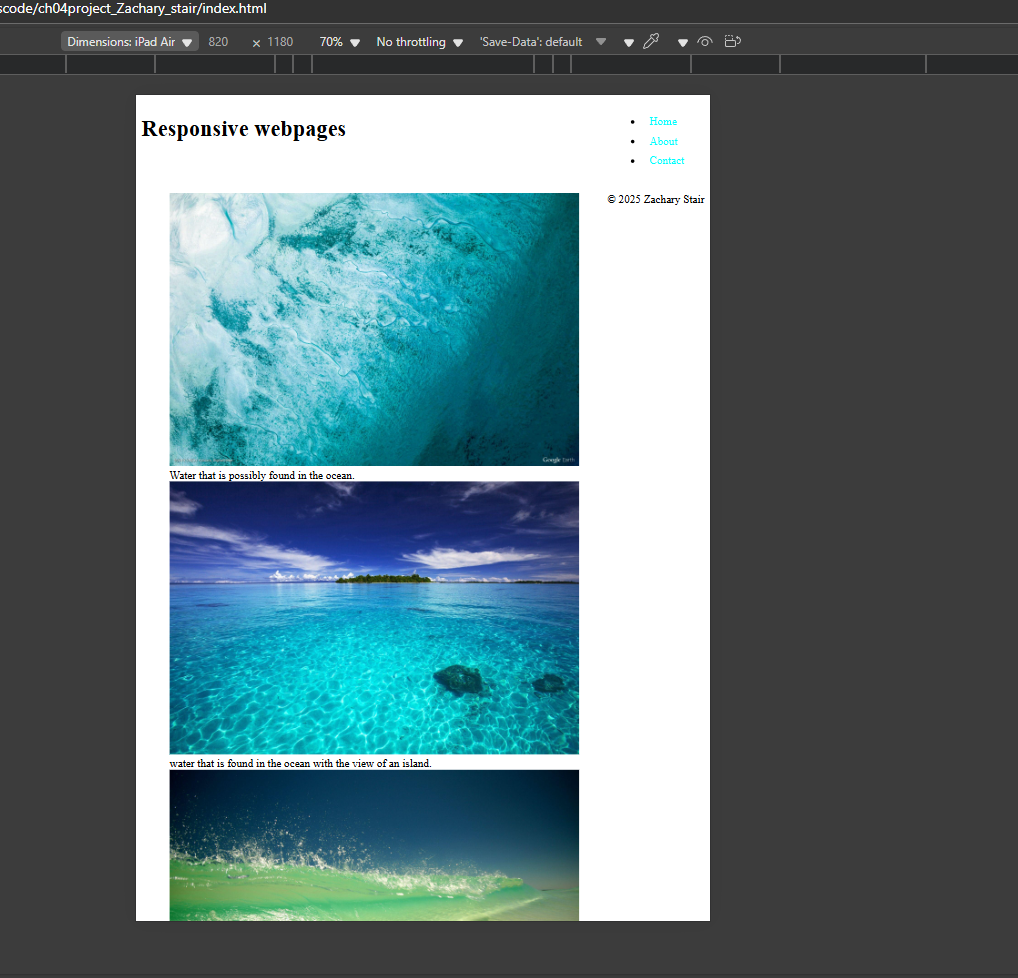 scode/ch04project_Zachary_stair/index.html
Dimensions: iPad Air 820 × 1180 70% No throttling 'Save-Data': default
Responsive webpages
Home
About
Contact
© 2025 Zachary Stair
Google Earth
Water that is possibly found in the ocean.
water that is found in the ocean with the view of an island.